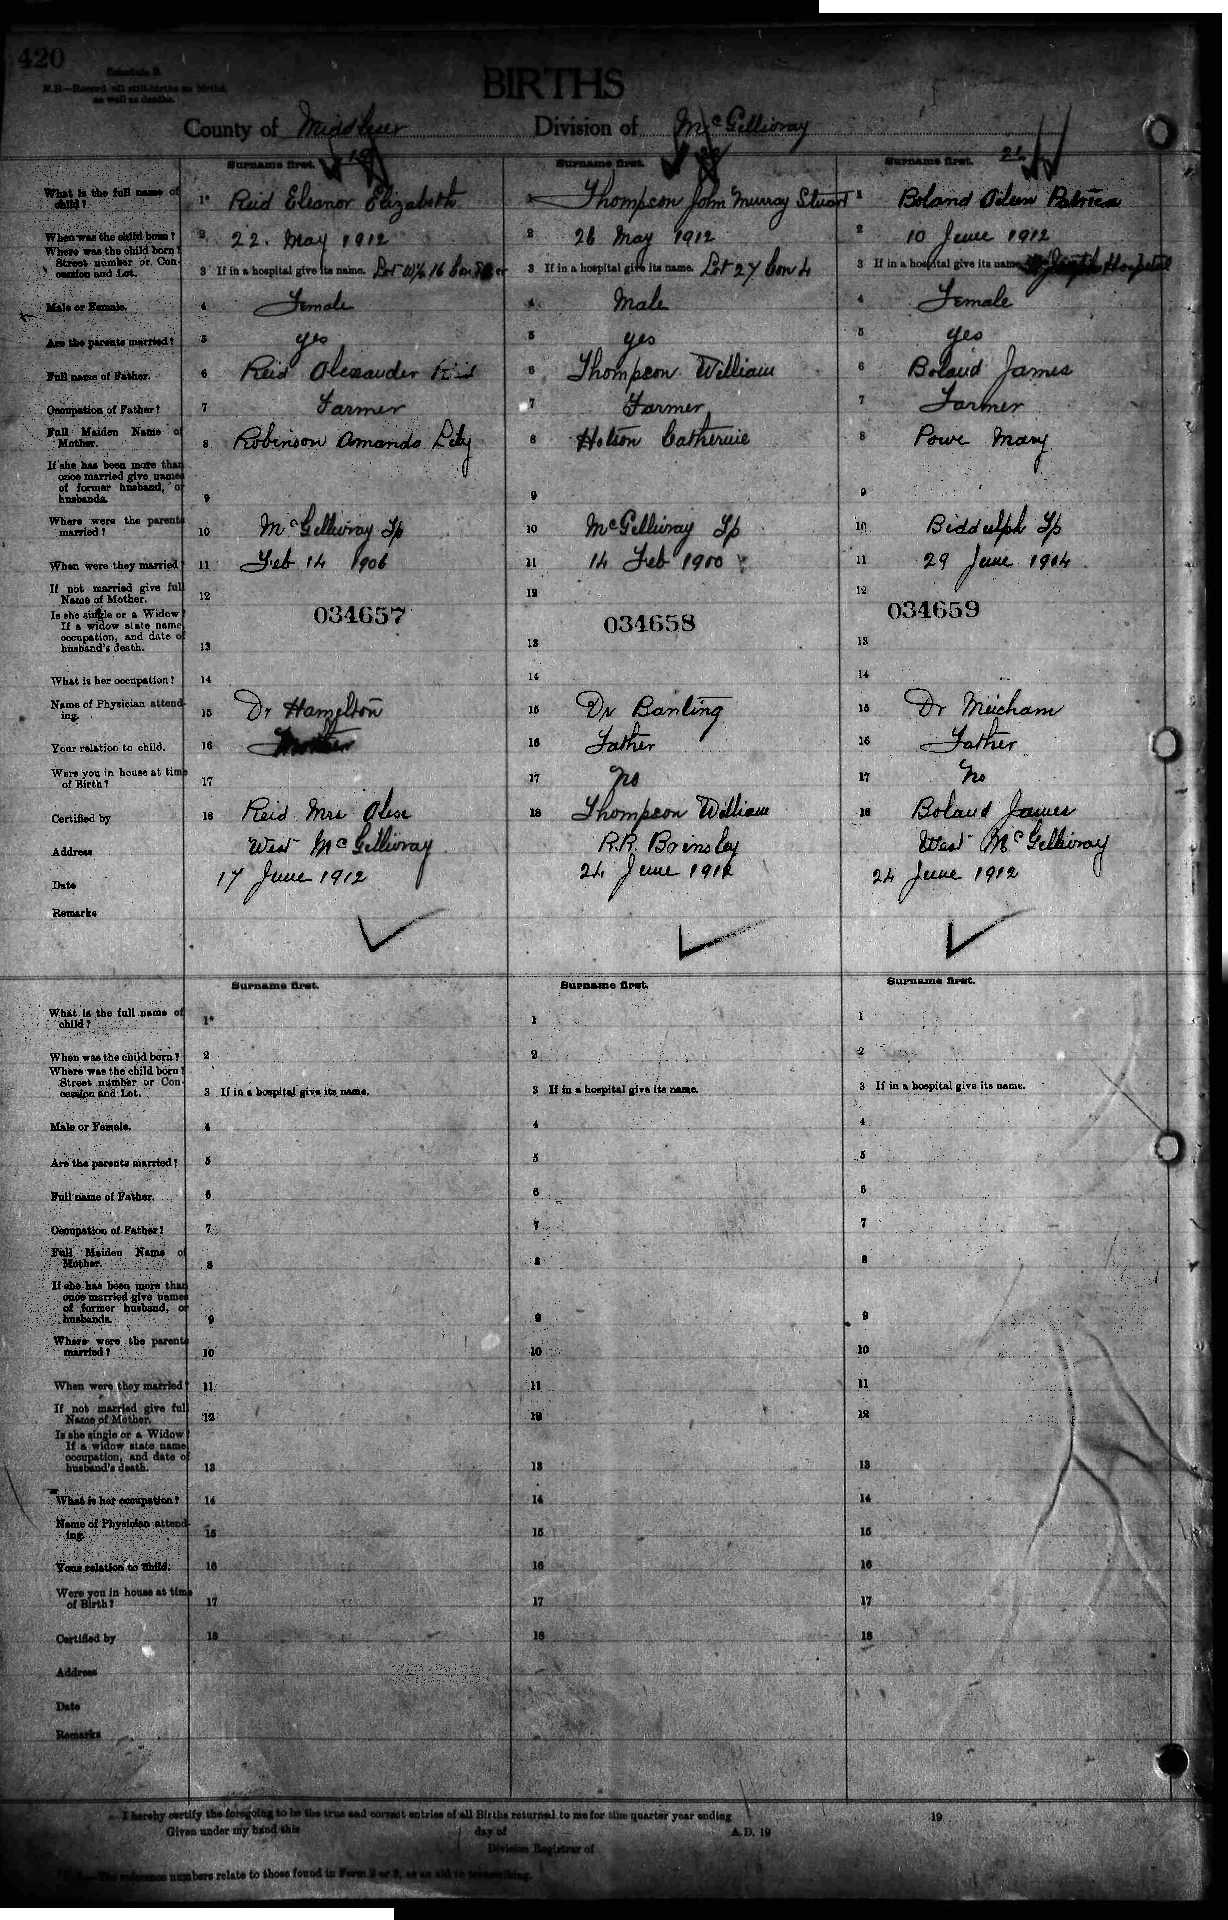 420
Schedule B.
N.B—Record all still-births as births, as well as deaths.
BIRTHS
County of Middlesex Division of McGillivray
Surname first. 19 Surname first. 20 Surname first. 21
What is the full name of child? 1 Reid Eleanor Elizabeth 1 Thompson John Murray Stuart 1 Boland Aileen Patricia
When was the child born? 2 22. May 1912 2 26 May 1912 2 10 June 1912
Where was the child born? Street number or Concession and Lot. 3 If in a hospital give its name. Lot W½ 16 Con 3 If in a hospital give its name. Lot 27 Con 4 3 If in a hospital give its name. St Joseph Hospital
Male or Female. 4 Female 4 Male 4 Female
Are the parents married? 5 yes 5 yes 5 yes
Full name of Father. 6 Reid Alexander 6 Thompson William 6 Boland James
Occupation of Father? 7 Farmer 7 Farmer 7 Farmer
Full Maiden Name of Mother. 8 Robinson Amanda Lily 8 Hotson Catherine 8 Powe Mary
If she has been more than once married give names of former husband, or husbands. 9 9 9
Where were the parents married? 10 McGillivray Tp 10 McGillivray Tp 10 Biddulph Tp
When were they married? 11 Feb 14 1906 11 14 Feb 1900 11 29 June 1904
If not married give full Name of Mother. 12 12 12
034657 034658 034659
Is she single or a Widow? If a widow state name, occupation, and date of husband's death. 13 13 13
What is her occupation? 14 14 14
Name of Physician attending. 15 Dr Hamelton 15 Dr Banting 15 Dr Meicham
Your relation to child. 16 Mother 16 Father 16 Father
Were you in house at time of Birth? 17 17 No 17 No
Certified by 18 Reid Mrs Alex 18 Thompson William 18 Boland James
Address West McGillivray R.R. Brinsley West McGillivray
Date 17 June 1912 24 June 1912 24 June 1912
Remarks
Surname first. Surname first. Surname first.
What is the full name of child? 1 1 1
When was the child born? 2 2 2
Where was the child born? Street number or Concession and Lot. 3 If in a hospital give its name. 3 If in a hospital give its name. 3 If in a hospital give its name.
Male or Female. 4 4 4
Are the parents married? 5 5 5
Full name of Father. 6 6 6
Occupation of Father? 7 7 7
Full Maiden Name of Mother. 8 8 8
If she has been more than once married give names of former husband, or husbands. 9 9 9
Where were the parents married? 10 10 10
When were they married? 11 11 11
If not married give full Name of Mother. 12 12 12
Is she single or a Widow? If a widow state name, occupation, and date of husband's death. 13 13 13
What is her occupation? 14 14 14
Name of Physician attending. 15 15 15
Your relation to child. 16 16 16
Were you in house at time of Birth? 17 17 17
Certified by 18 18 18
Address
Date
Remarks
I hereby certify the foregoing to be the true and correct entries of all Births returned to me for the quarter year ending 19
Given under my hand this day of A.D. 19
Division Registrar of
—The reference numbers relate to those found in Form 2 or 3, as an aid to transcribing.